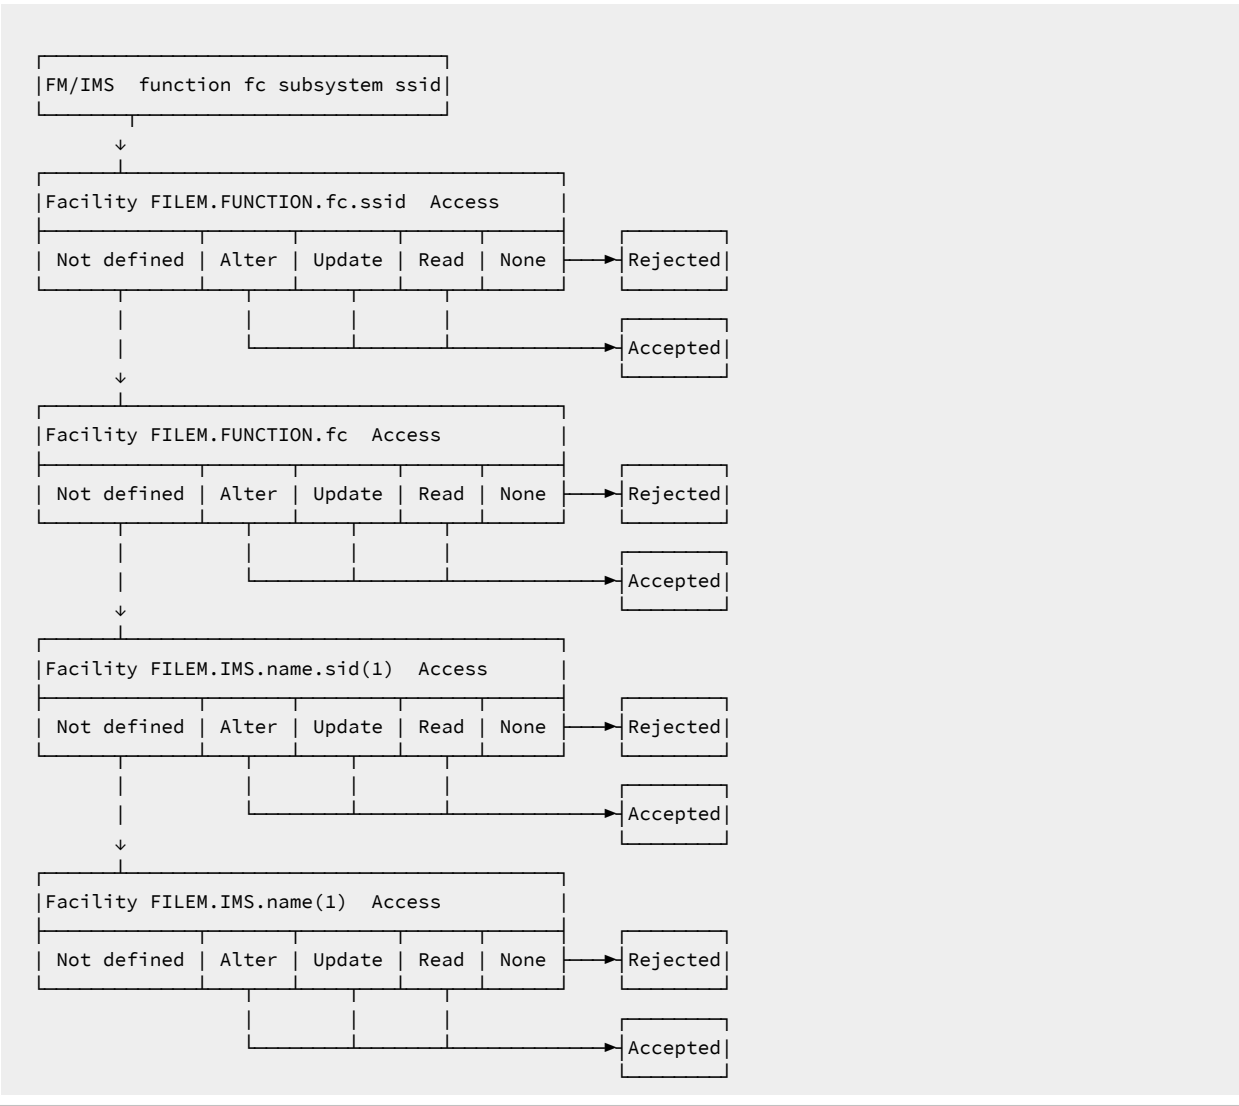 FM/IMS function fc subsystem ssid
Facility FILEM.FUNCTION.fc.ssid Access
Not defined Alter Update Read None Rejected
Accepted
Facility FILEM.FUNCTION.fc Access
Not defined Alter Update Read None Rejected
Accepted
Facility FILEM.IMS.name.sid(1) Access
Not defined Alter Update Read None Rejected
Accepted
Facility FILEM.IMS.name(1) Access
Not defined Alter Update Read None Rejected
Accepted